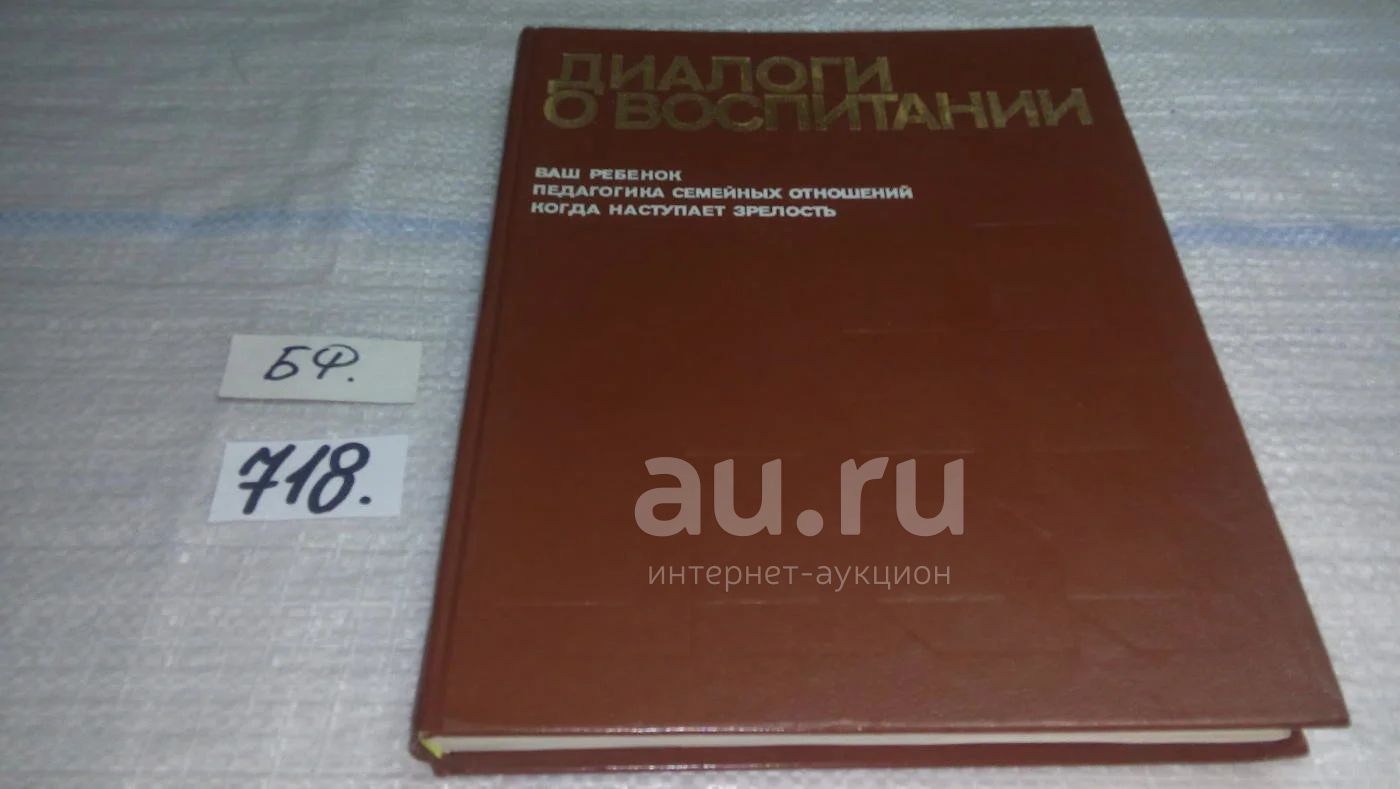 ДИАЛОГИ
О ВОСПИТАНИИ
ВАШ РЕБЕНОК
ПЕДАГОГИКА СЕМЕЙНЫХ ОТНОШЕНИЙ
КОГДА НАСТУПАЕТ ЗРЕЛОСТЬ
БФ.
718.
au.ru
интернет-аукцион